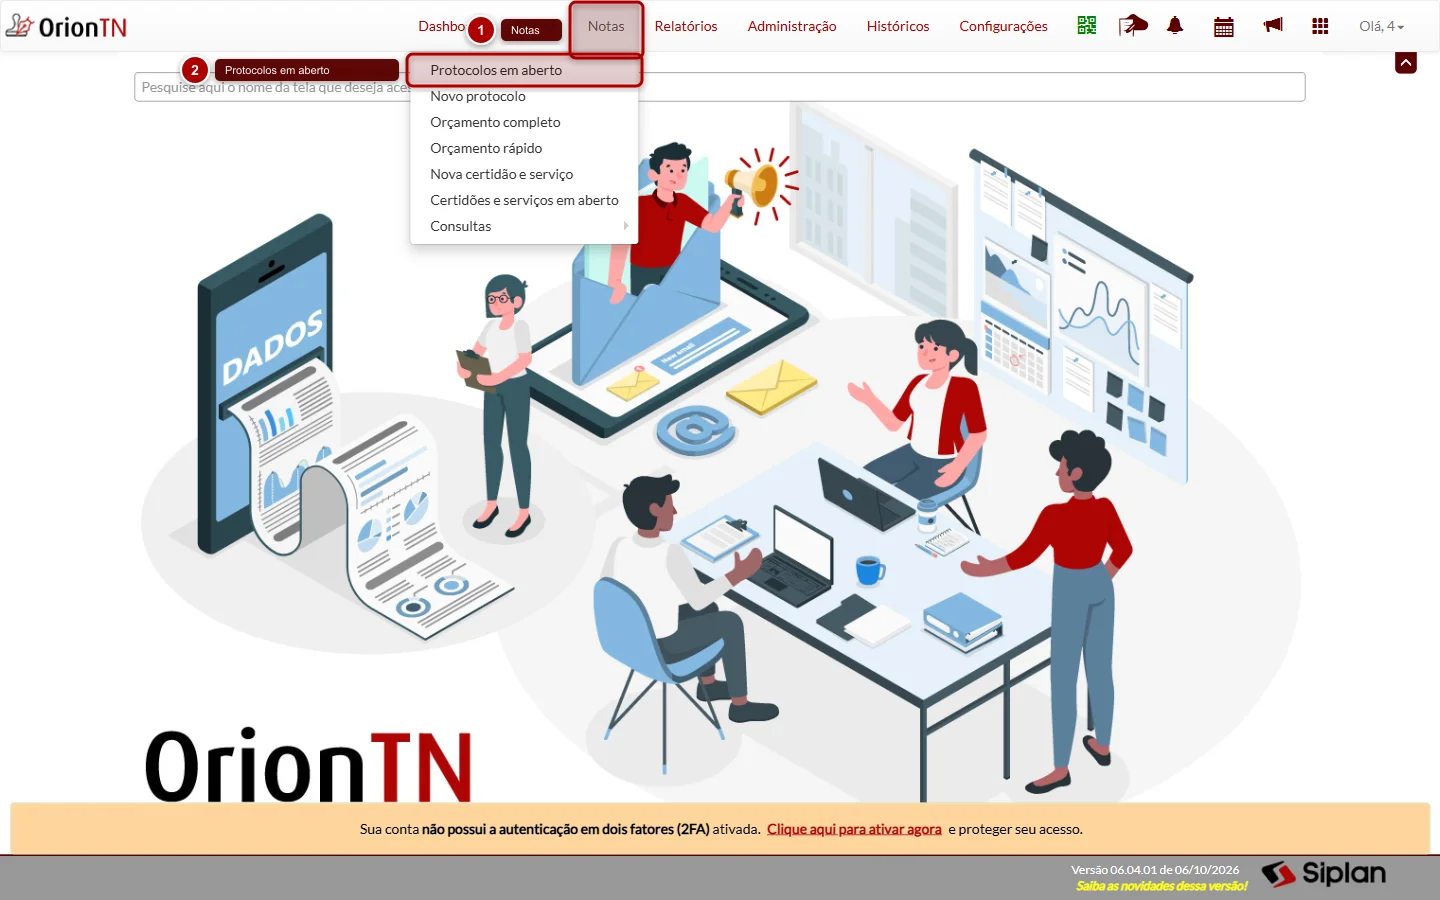 OrionTN
Dashbo
1
Notas
Notas
Relatórios
Administração
Históricos
Configurações
Olá, 4
2
Protocolos em aberto
Protocolos em aberto
Pesquise aqui o nome da tela que deseja aces
Novo protocolo
Orçamento completo
Orçamento rápido
Nova certidão e serviço
Certidões e serviços em aberto
Consultas
DADOS
New email
@
OrionTN
Sua conta não possui a autenticação em dois fatores (2FA) ativada. Clique aqui para ativar agora e proteger seu acesso.
Versão 06.04.01 de 06/10/2026
Saiba as novidades dessa versão!
Siplan